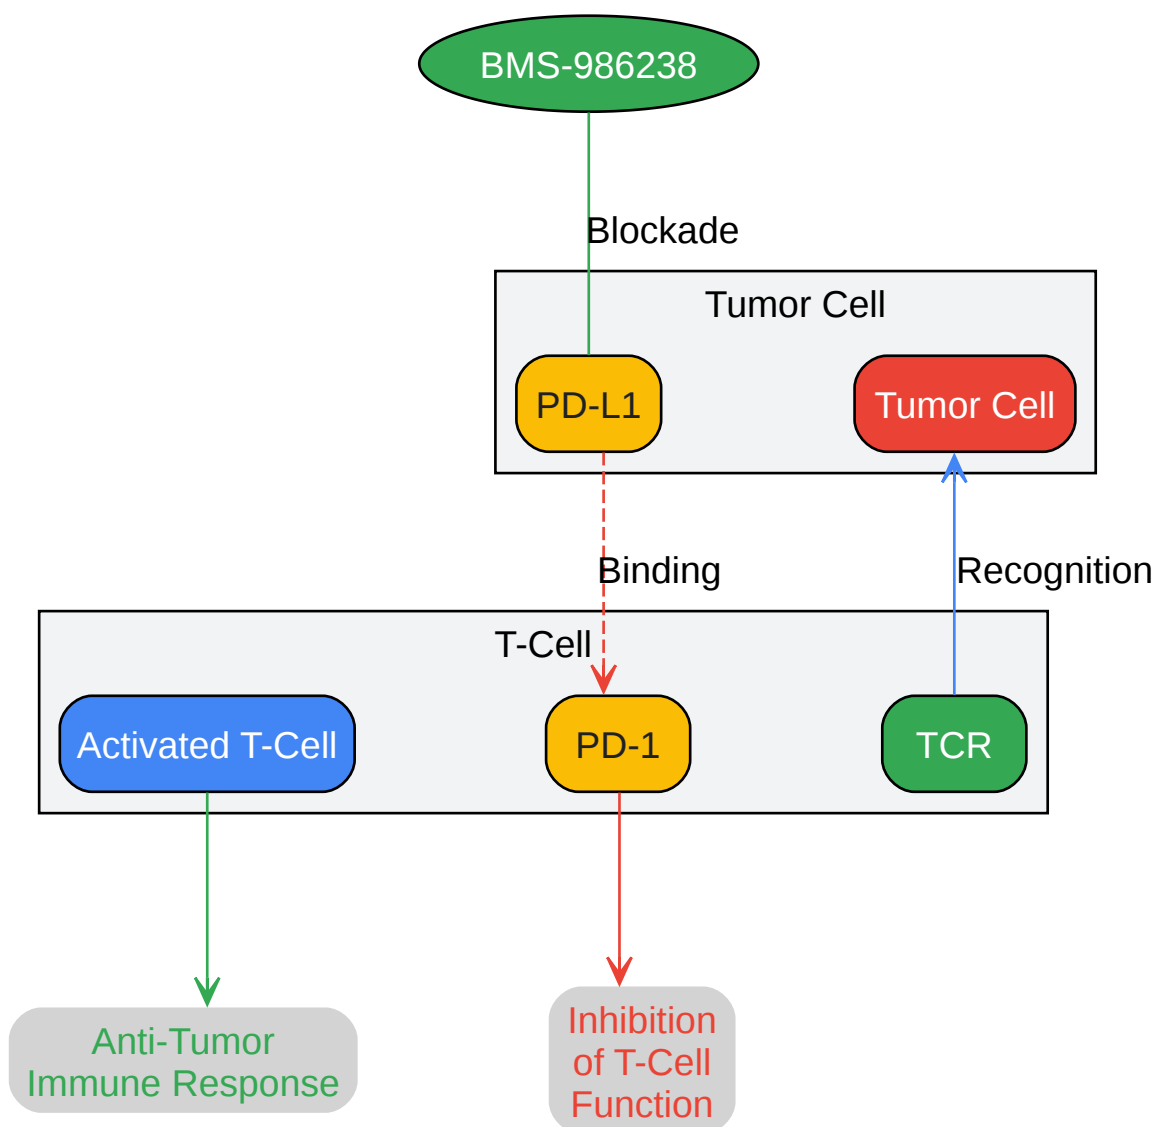 BMS-986238
Blockade
Tumor Cell
PD-L1
Tumor Cell
Binding
Recognition
T-Cell
Activated T-Cell
PD-1
TCR
Anti-Tumor
Immune Response
Inhibition
of T-Cell
Function